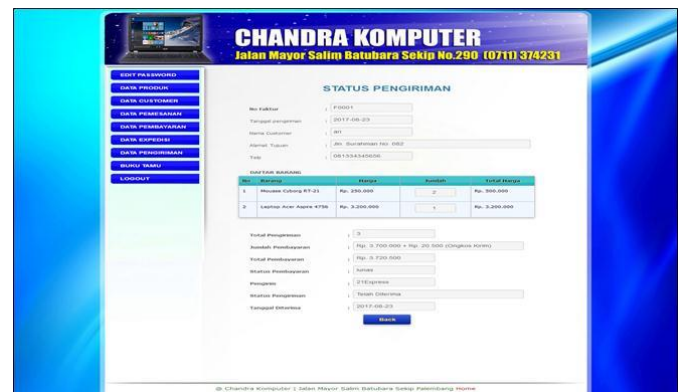 CHANDRA KOMPUTER
Jalan Mayor Salim Batubara Sekip No.290 (0711) 374231
EDIT PASSWORD
DATA PRODUK
DATA CUSTOMER
DATA PEMESANAN
DATA PEMBAYARAN
DATA EXPEDISI
DATA PENGIRIMAN
BUKU TAMU
LOGOUT
STATUS PENGIRIMAN
No Faktur : F0001
Tanggal pengiriman : 2017-08-23
Nama Customer : ari
Alamat Tujuan : Jln. Surahman No. 082
Telp : 081334345656
DAFTAR BARANG
No Barang Harga Jumlah Total Harga
1 Mousse Cyborg RT-21 Rp. 250.000 2 Rp. 500.000
2 Laptop Acer Aspire 4756 Rp. 3.200.000 1 Rp. 3.200.000
Total Pengiriman : 3
Jumlah Pembayaran : Rp. 3.700.000 + Rp. 20.500 (Ongkos Kirim)
Total Pembayaran : Rp. 3.720.500
Status Pembayaran : lunas
Pengirim : 21Express
Status Pengiriman : Telah Diterima
Tanggal Diterima : 2017-08-23
Back
@ Chandra Komputer | Jalan Mayor Salim Batubara Sekip Palembang Home